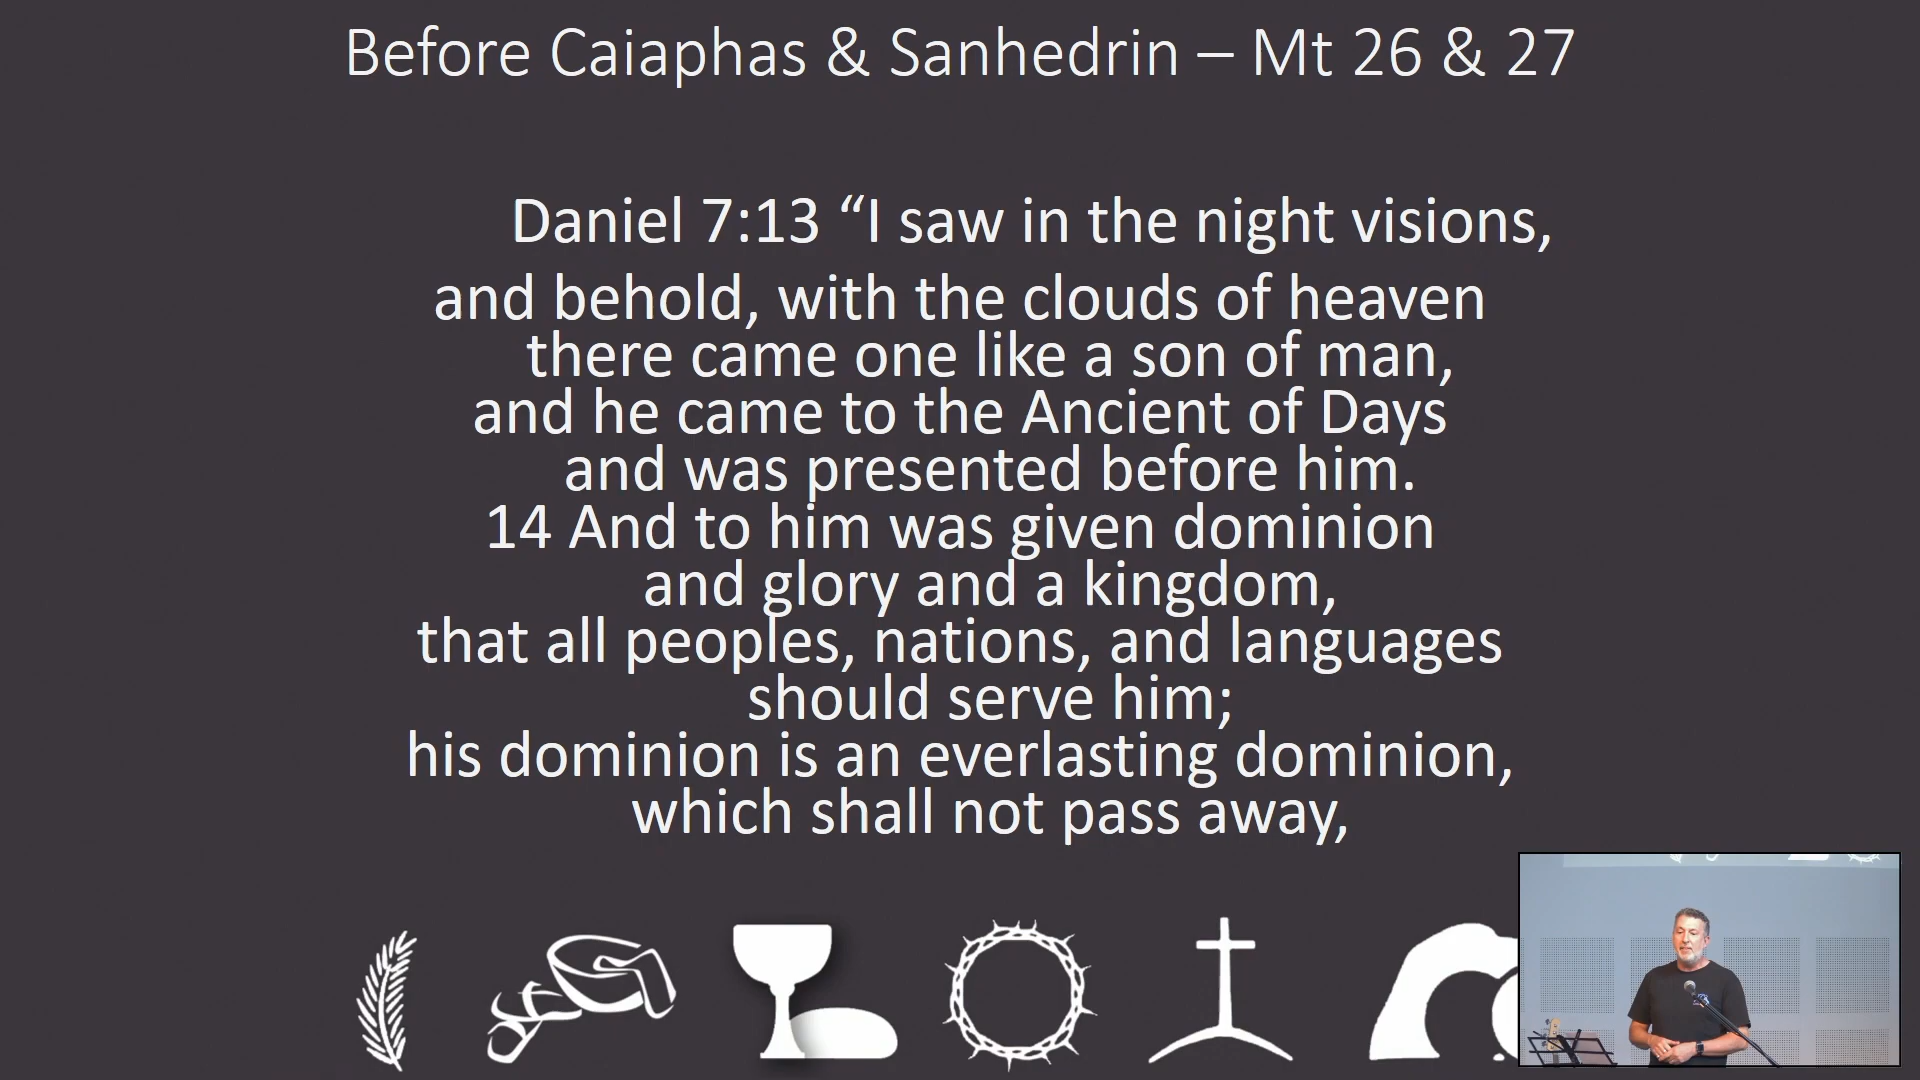 Before Caiaphas & Sanhedrin – Mt 26 & 27
Daniel 7:13 “I saw in the night visions,
and behold, with the clouds of heaven
there came one like a son of man,
and he came to the Ancient of Days
and was presented before him.
14 And to him was given dominion
and glory and a kingdom,
that all peoples, nations, and languages
should serve him;
his dominion is an everlasting dominion,
which shall not pass away,